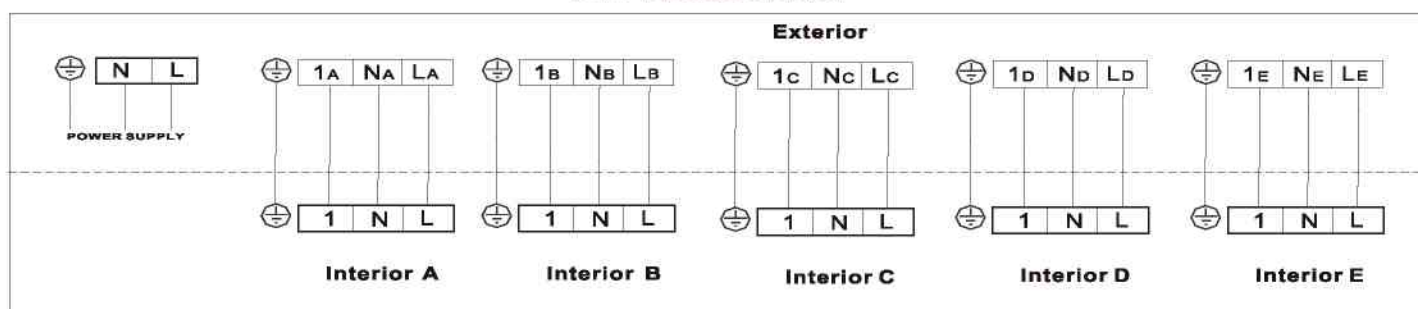 Exterior
N L 1A NA LA 1B NB LB 1C NC LC 1D ND LD 1E NE LE
POWER SUPPLY
1 N L 1 N L 1 N L 1 N L 1 N L
Interior A Interior B Interior C Interior D Interior E